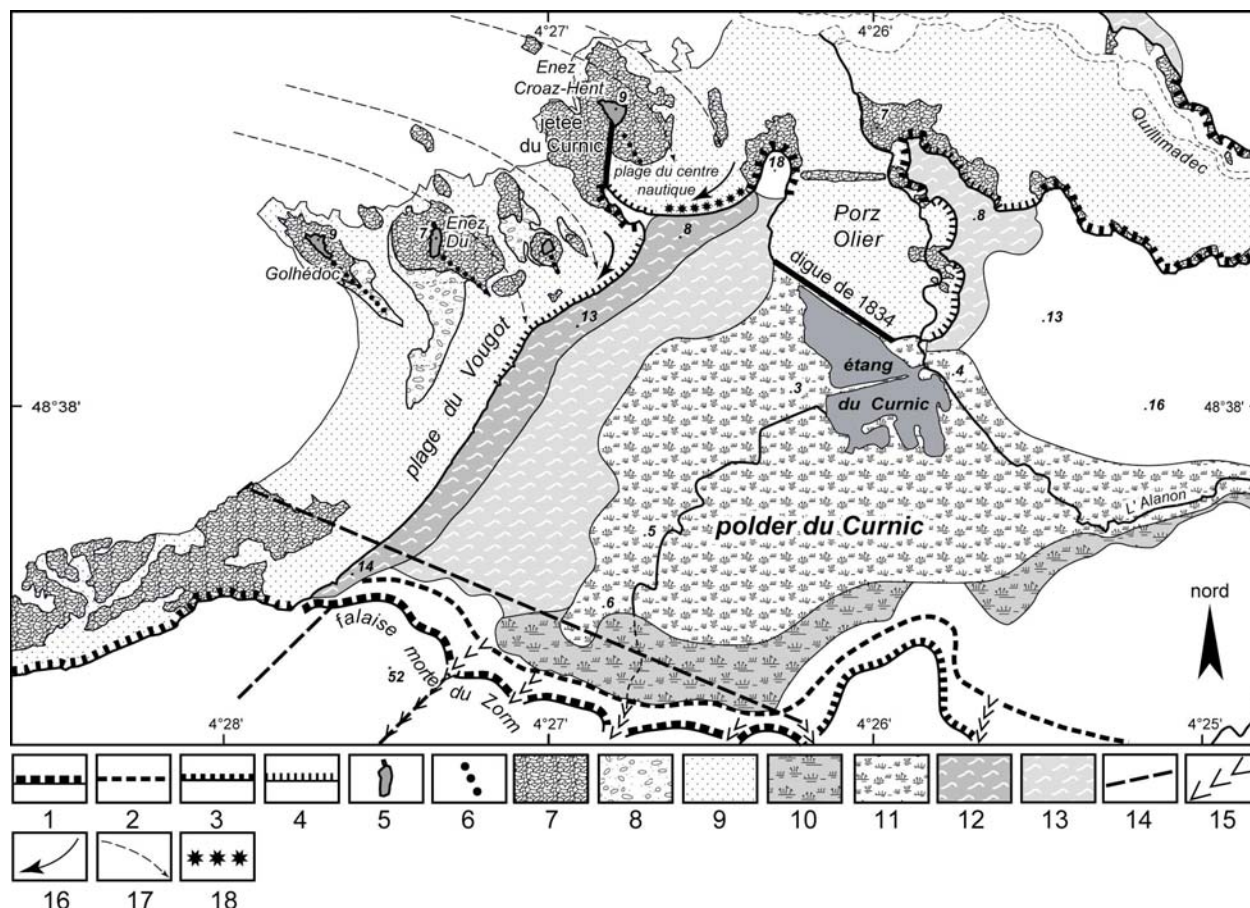 4°27'
4°26'
Enez
Croaz-Hent
9
jetée
du Curnic
plage du centre
nautique
18
7
Quillimadec
Porz
Olier
.8
9
Golhédoc
7
Enez
Du
.8
digue de 1834
.13
.13
plage du Vougot
étang
du Curnic
.3
.4
48°38'
.16
48°38'
L'Alanon
polder du Curnic
.5
.14
.6
falaise morte du Zorm
.52
nord
4°28'
4°27'
4°26'
4°25'
1 2 3 4 5 6 7 8 9 10 11 12 13 14 15
16 17 18